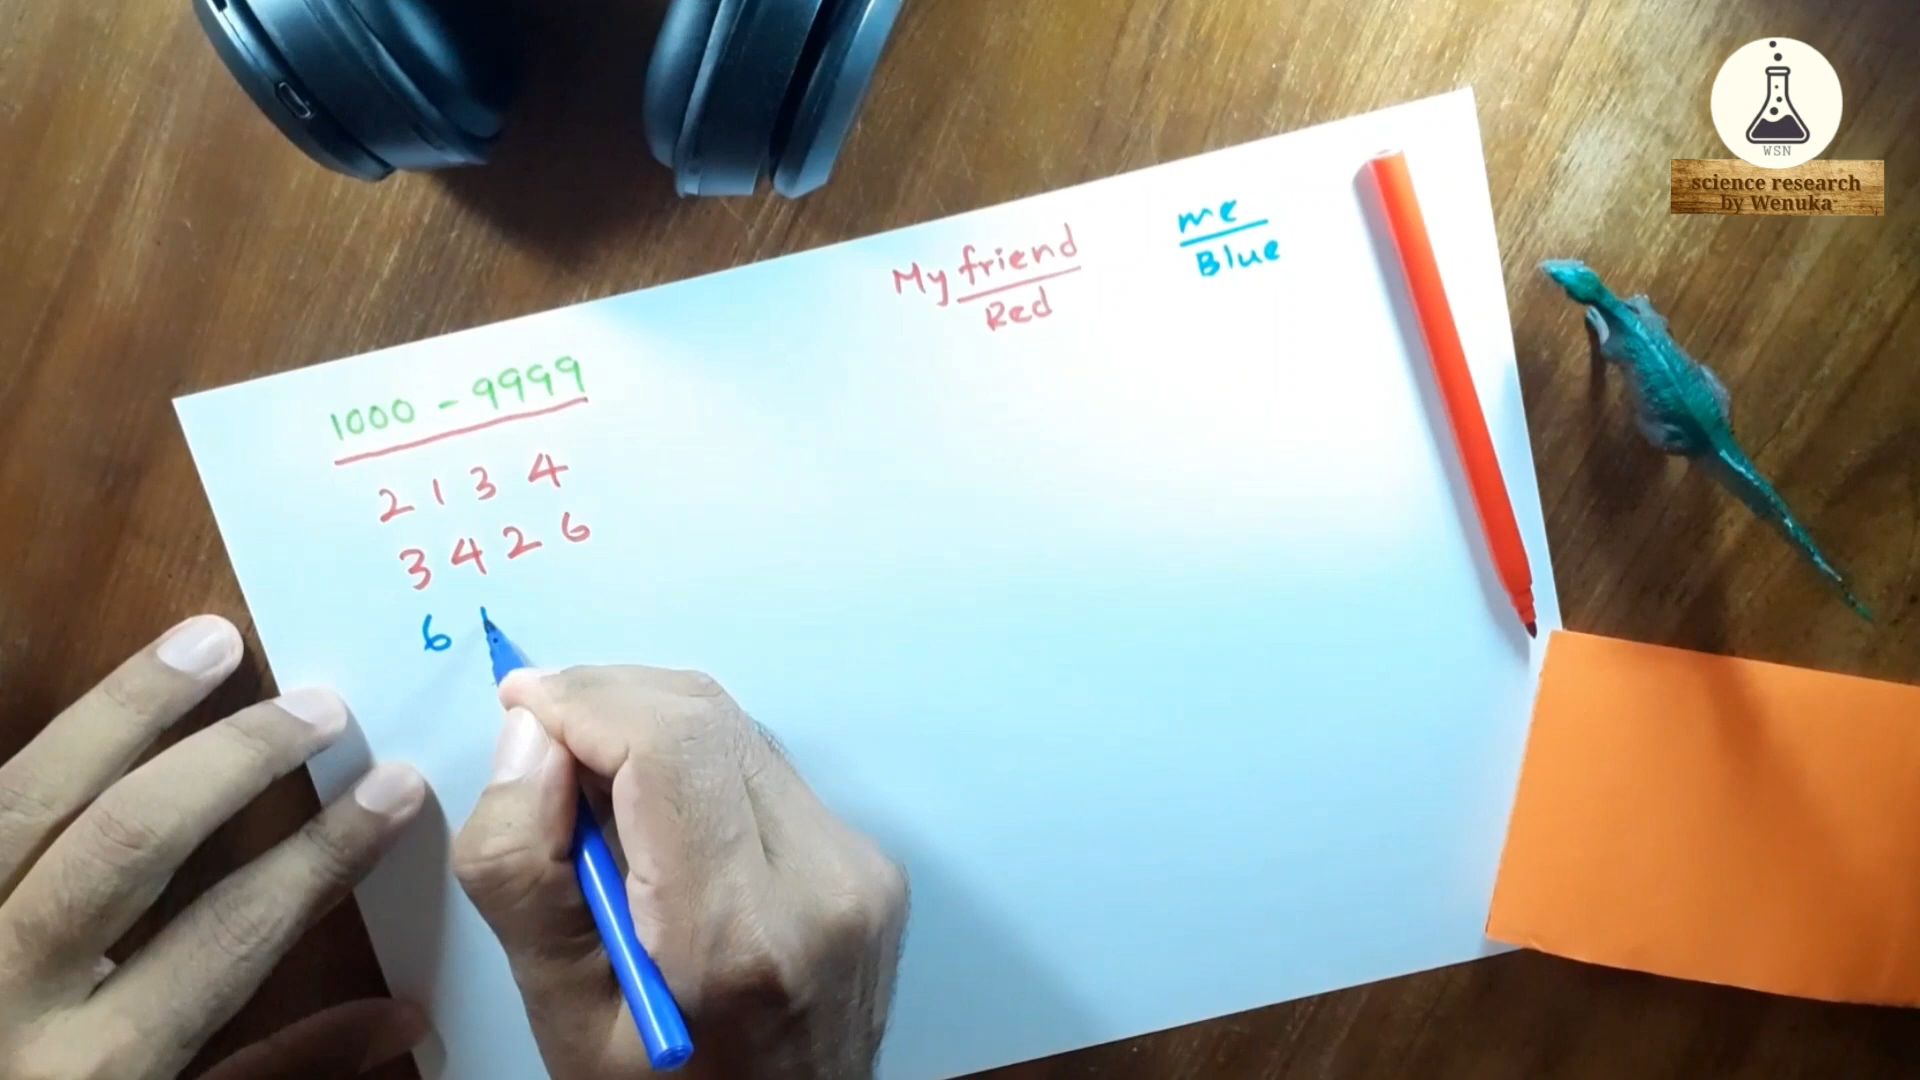 WSN
science research
by Wenuka
My friend
Red
me
Blue
1000 - 9999
2 1 3 4
3 4 2 6
6